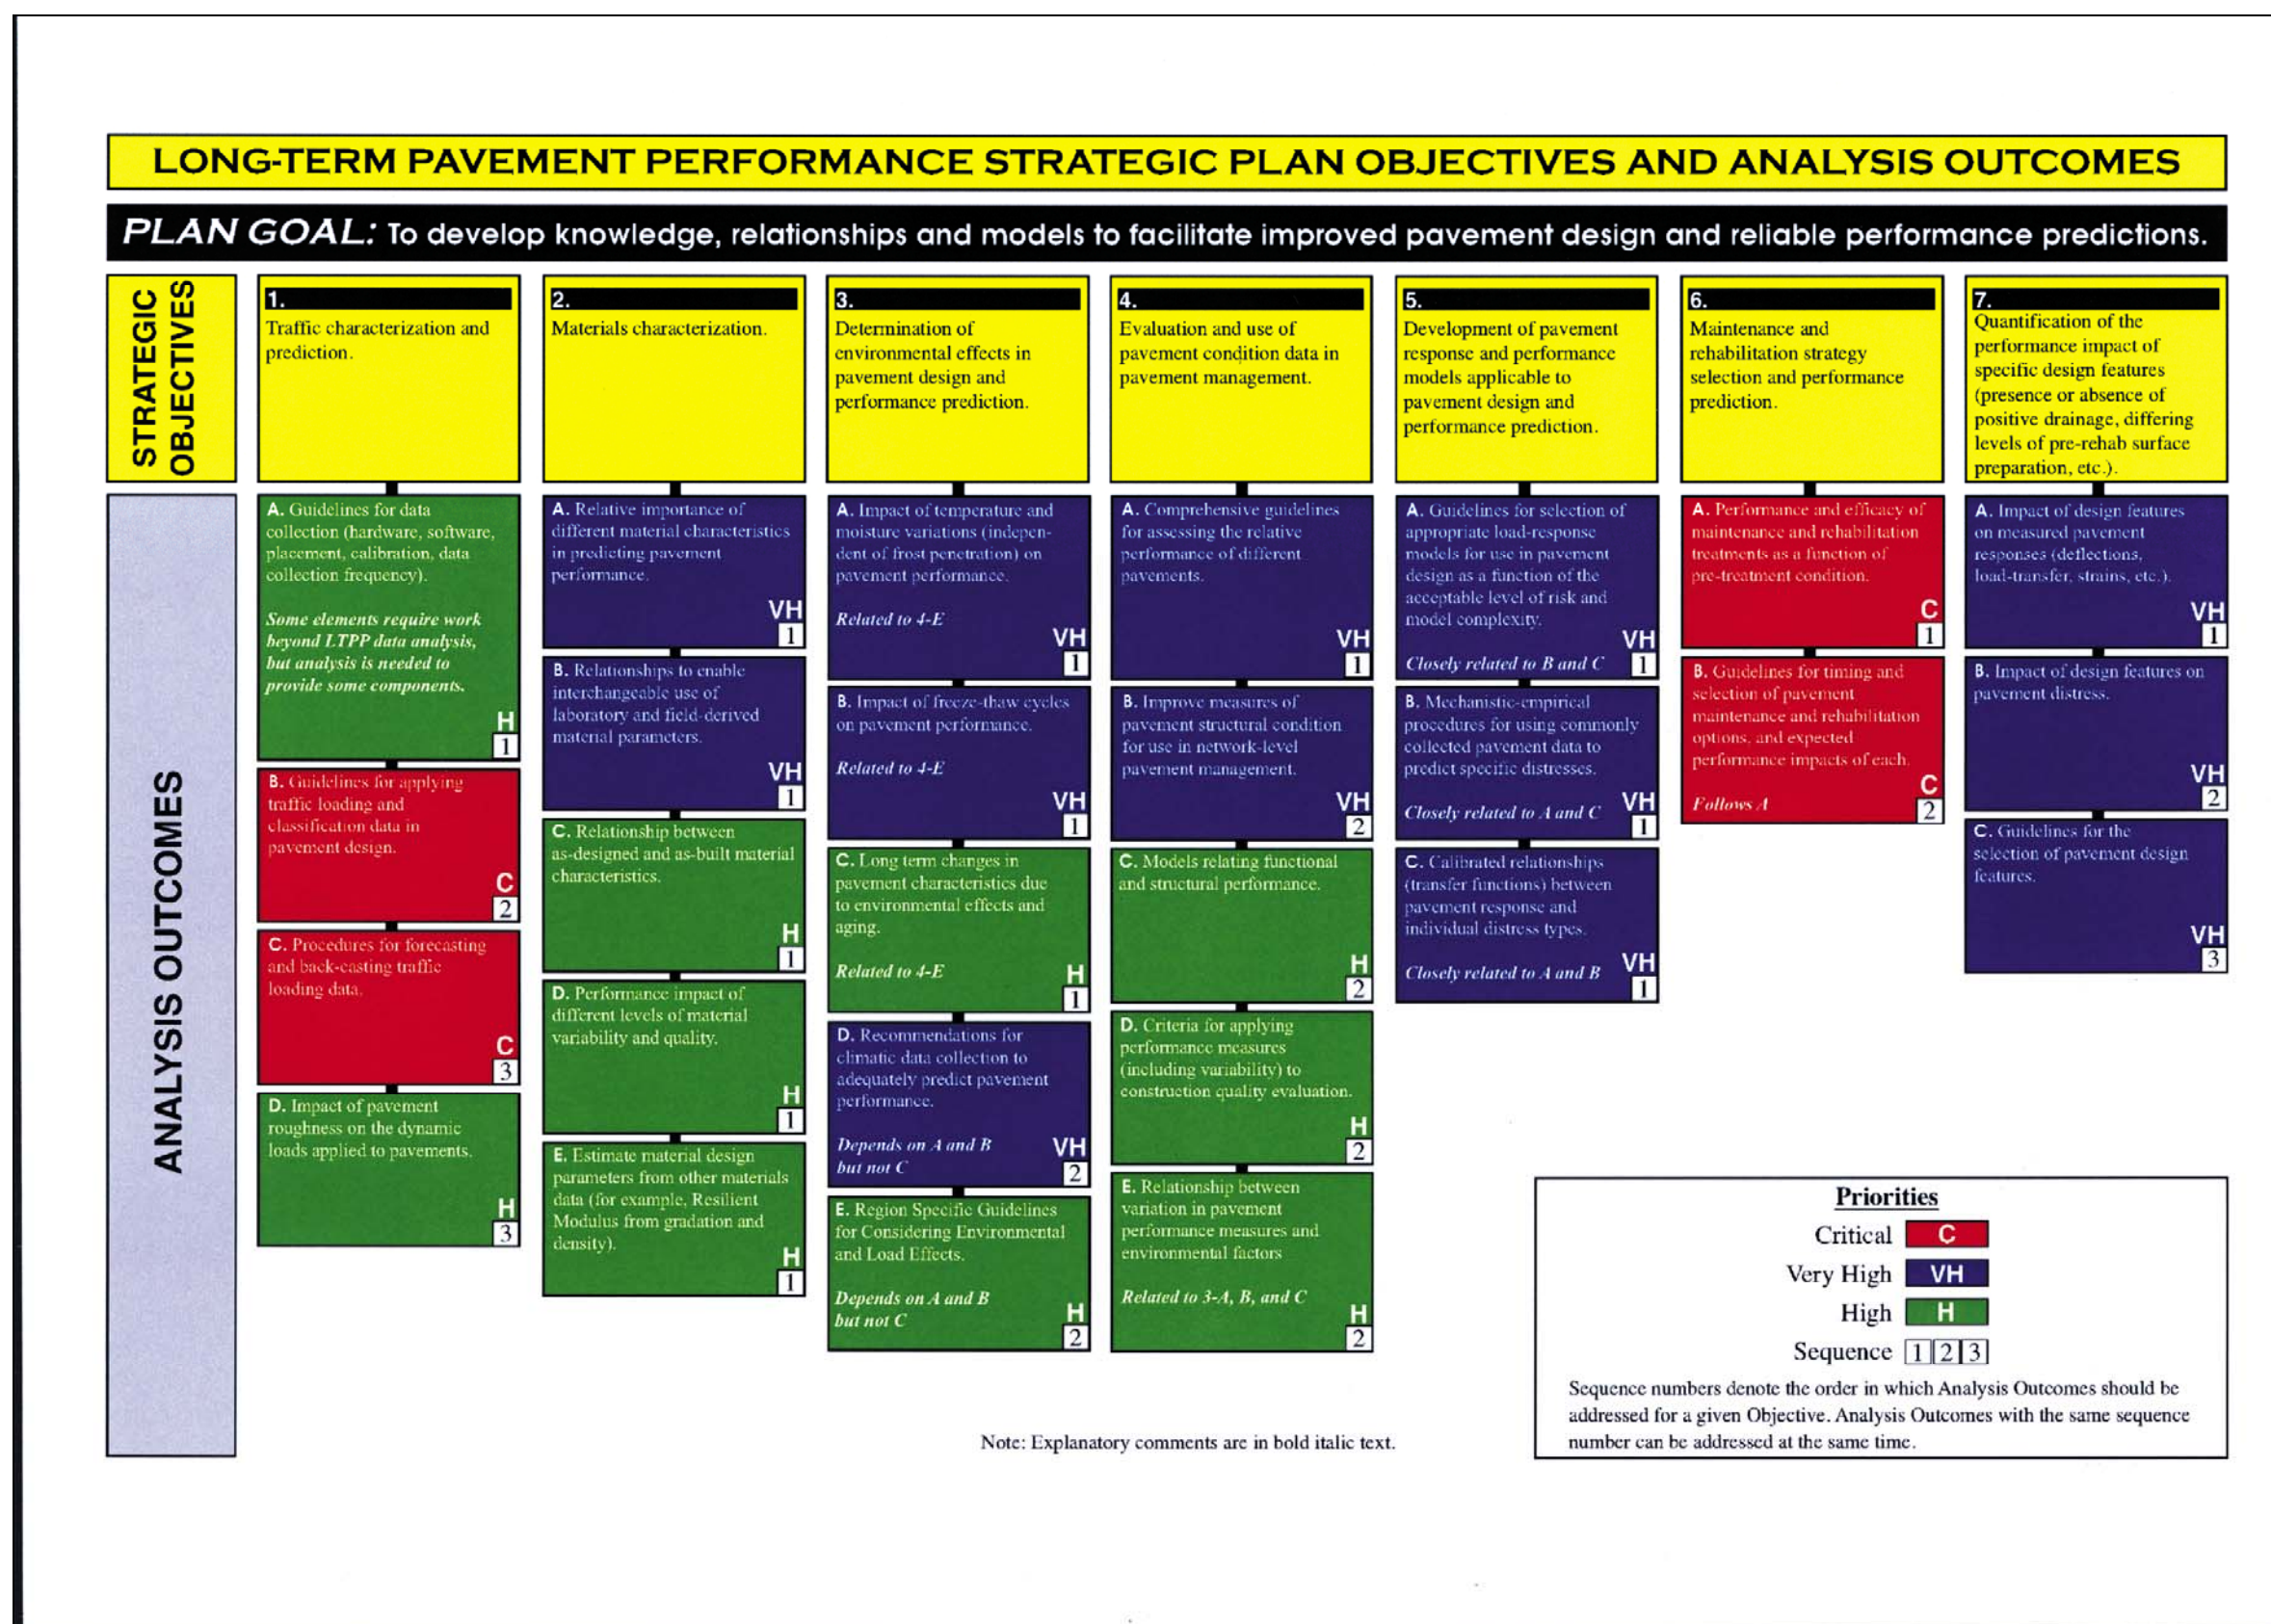 LONG-TERM PAVEMENT PERFORMANCE STRATEGIC PLAN OBJECTIVES AND ANALYSIS OUTCOMES
PLAN GOAL: To develop knowledge, relationships and models to facilitate improved pavement design and reliable performance predictions.
STRATEGIC
OBJECTIVES
1.
Traffic characterization and
prediction.
2.
Materials characterization.
3.
Determination of
environmental effects in
pavement design and
performance prediction.
4.
Evaluation and use of
pavement condition data in
pavement management.
5.
Development of pavement
response and performance
models applicable to
pavement design and
performance prediction.
6.
Maintenance and
rehabilitation strategy
selection and performance
prediction.
7.
Quantification of the
performance impact of
specific design features
(presence or absence of
positive drainage, differing
levels of pre-rehab surface
preparation, etc.).
ANALYSIS OUTCOMES
A. Guidelines for data
collection (hardware, software,
placement, calibration, data
collection frequency).
Some elements require work
beyond LTPP data analysis,
but analysis is needed to
provide some components.
H
1
B. Guidelines for applying
traffic loading and
classification data in
pavement design.
C
2
C. Procedures for forecasting
and back-casting traffic
loading data.
C
3
D. Impact of pavement
roughness on the dynamic
loads applied to pavements.
H
3
A. Relative importance of
different material characteristics
in predicting pavement
performance.
VH
1
B. Relationships to enable
interchangeable use of
laboratory and field-derived
material parameters.
VH
1
C. Relationship between
as-designed and as-built material
characteristics.
H
1
D. Performance impact of
different levels of material
variability and quality.
H
1
E. Estimate material design
parameters from other materials
data (for example, Resilient
Modulus from gradation and
density).
H
1
A. Impact of temperature and
moisture variations (indepen-
dent of frost penetration) on
pavement performance.
Related to 4-E
VH
1
B. Impact of freeze-thaw cycles
on pavement performance.
Related to 4-E
VH
1
C. Long term changes in
pavement characteristics due
to environmental effects and
aging.
Related to 4-E
H
1
D. Recommendations for
climatic data collection to
adequately predict pavement
performance.
Depends on A and B
but not C
VH
2
E. Region Specific Guidelines
for Considering Environmental
and Load Effects.
Depends on A and B
but not C
H
2
A. Comprehensive guidelines
for assessing the relative
performance of different
pavements.
VH
1
B. Improve measures of
pavement structural condition
for use in network-level
pavement management.
VH
2
C. Models relating functional
and structural performance.
H
2
D. Criteria for applying
performance measures
(including variability) to
construction quality evaluation.
H
2
E. Relationship between
variation in pavement
performance measures and
environmental factors
Related to 3-A, B, and C
H
2
A. Guidelines for selection of
appropriate load-response
models for use in pavement
design as a function of the
acceptable level of risk and
model complexity.
Closely related to B and C
VH
1
B. Mechanistic-empirical
procedures for using commonly
collected pavement data to
predict specific distresses.
Closely related to A and C
VH
1
C. Calibrated relationships
(transfer functions) between
pavement response and
individual distress types.
Closely related to A and B
VH
1
A. Performance and efficacy of
maintenance and rehabilitation
treatments as a function of
pre-treatment condition.
C
1
B. Guidelines for timing and
selection of pavement
maintenance and rehabilitation
options, and expected
performance impacts of each.
Follows A
C
2
A. Impact of design features
on measured pavement
responses (deflections,
load-transfer, strains, etc.).
VH
1
B. Impact of design features on
pavement distress.
VH
2
C. Guidelines for the
selection of pavement design
features.
VH
3
Priorities
Critical C
Very High VH
High H
Sequence 1 2 3
Sequence numbers denote the order in which Analysis Outcomes should be
addressed for a given Objective. Analysis Outcomes with the same sequence
number can be addressed at the same time.
Note: Explanatory comments are in bold italic text.